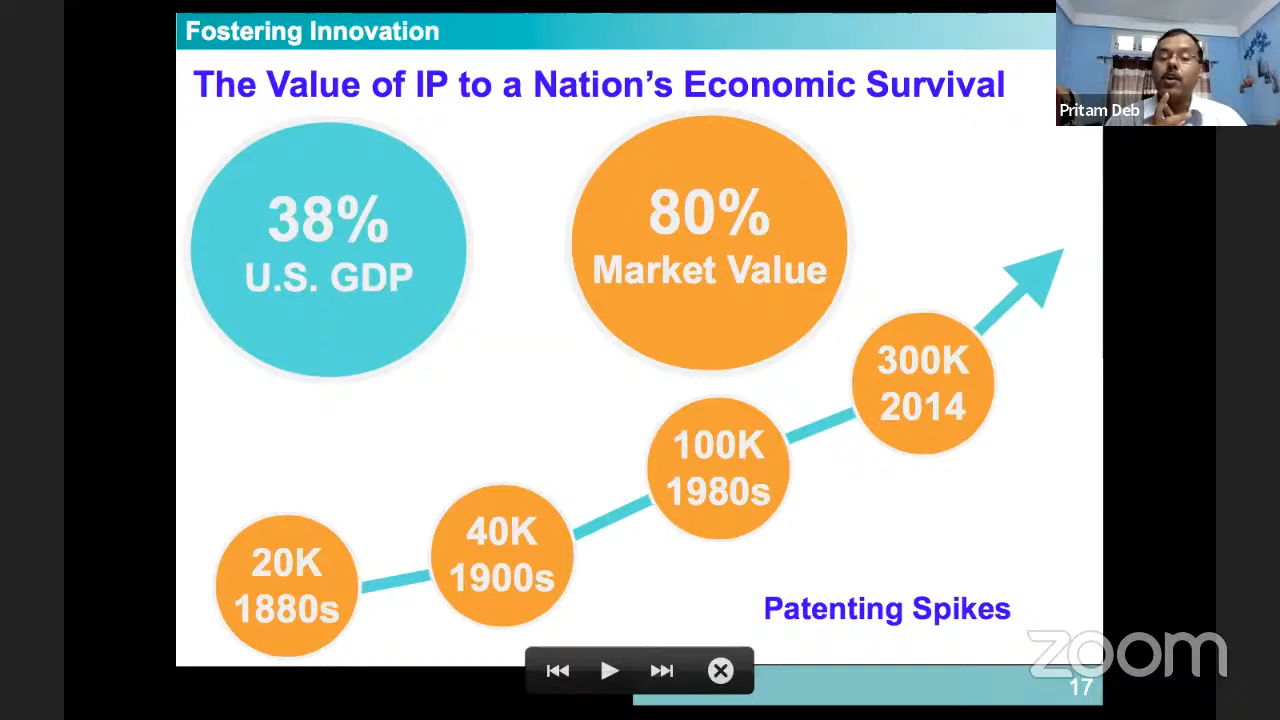 Fostering Innovation
The Value of IP to a Nation's Economic Survival
Pritam Deb
38%
U.S. GDP
80%
Market Value
300K
2014
100K
1980s
40K
1900s
20K
1880s
Patenting Spikes
zoom
17